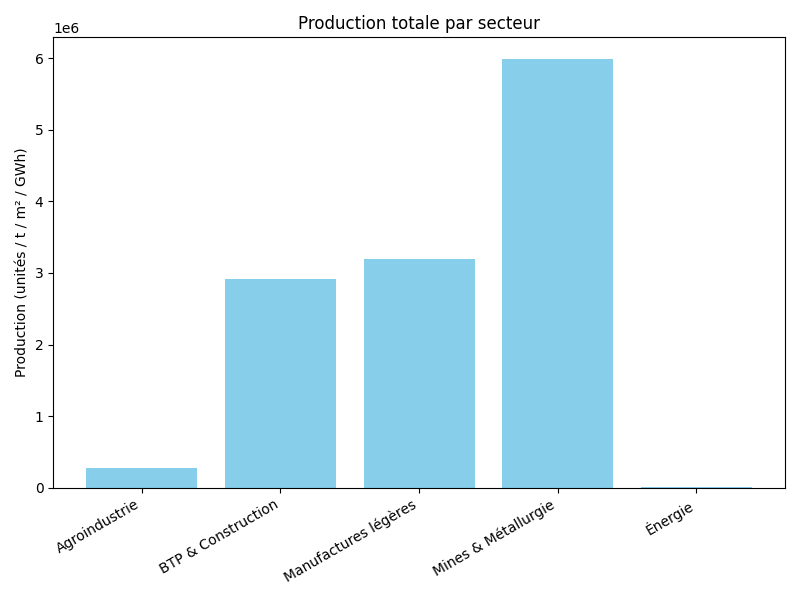 Production totale par secteur
1e6
Production (unités / t / m² / GWh)
6
5
4
3
2
1
0
Agroindustrie
BTP & Construction
Manufactures légères
Mines & Métallurgie
Énergie